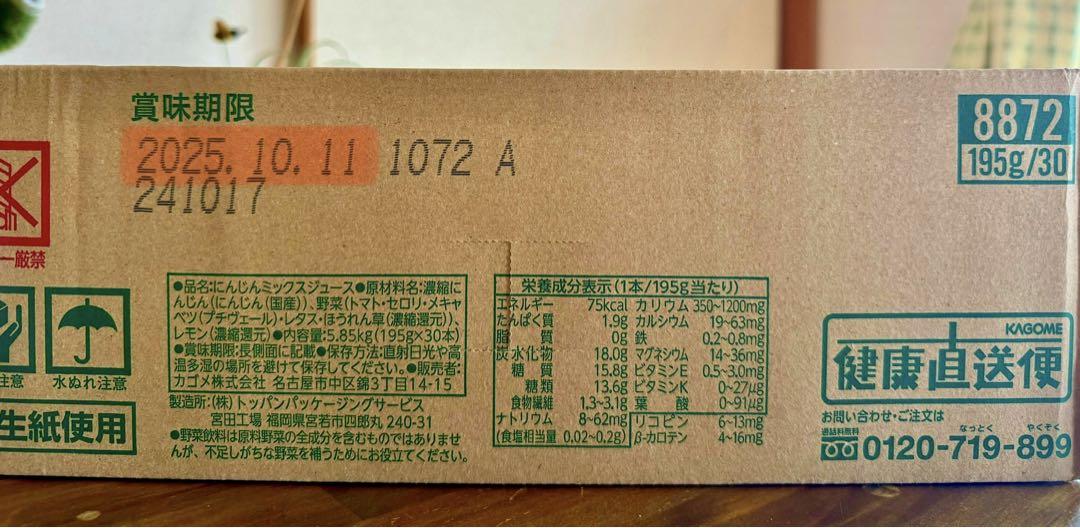 賞味期限
2025. 10. 11 1072 A
241017
8872
195g/30
厳禁
注意
水ぬれ注意
生紙使用
●品名:にんじんミックスジュース●原材料名:濃縮に
んじん(にんじん(国産))、野菜(トマト・セロリ・メキャ
ベツ(プチヴェール)・レタス・ほうれん草(濃縮還元))、
レモン(濃縮還元)●内容量:5.85kg(195g×30本)
●賞味期限:長側面に記載●保存方法:直射日光や高
温多湿の場所を避けて保存してください。●販売者:
カゴメ株式会社 名古屋市中区錦3丁目14-15
製造所:(株)トッパンパッケージングサービス
宮田工場 福岡県宮若市四郎丸 240-31
●野菜飲料は原料野菜の全成分を含むものではありませ
んが、不足しがちな野菜を補うためにお役立てください。
栄養成分表示(1本/195g当たり)
エネルギー 75kcal カリウム 350~1200mg
たんぱく質 1.9g カルシウム 19~63mg
脂質 0g 鉄 0.2~0.8mg
炭水化物 18.0g マグネシウム 14~36mg
糖質 15.8g ビタミンE 0.5~3.0mg
糖類 13.6g ビタミンK 0~27μg
食物繊維 1.3~3.1g 葉酸 0~91μg
ナトリウム 8~62mg リコピン 6~13mg
(食塩相当量 0.02~0.2g) β-カロテン 4~16mg
KAGOME
健康直送便
お問い合わせ・ご注文は
通話料無料 なっとく やくそく
0120-719-899